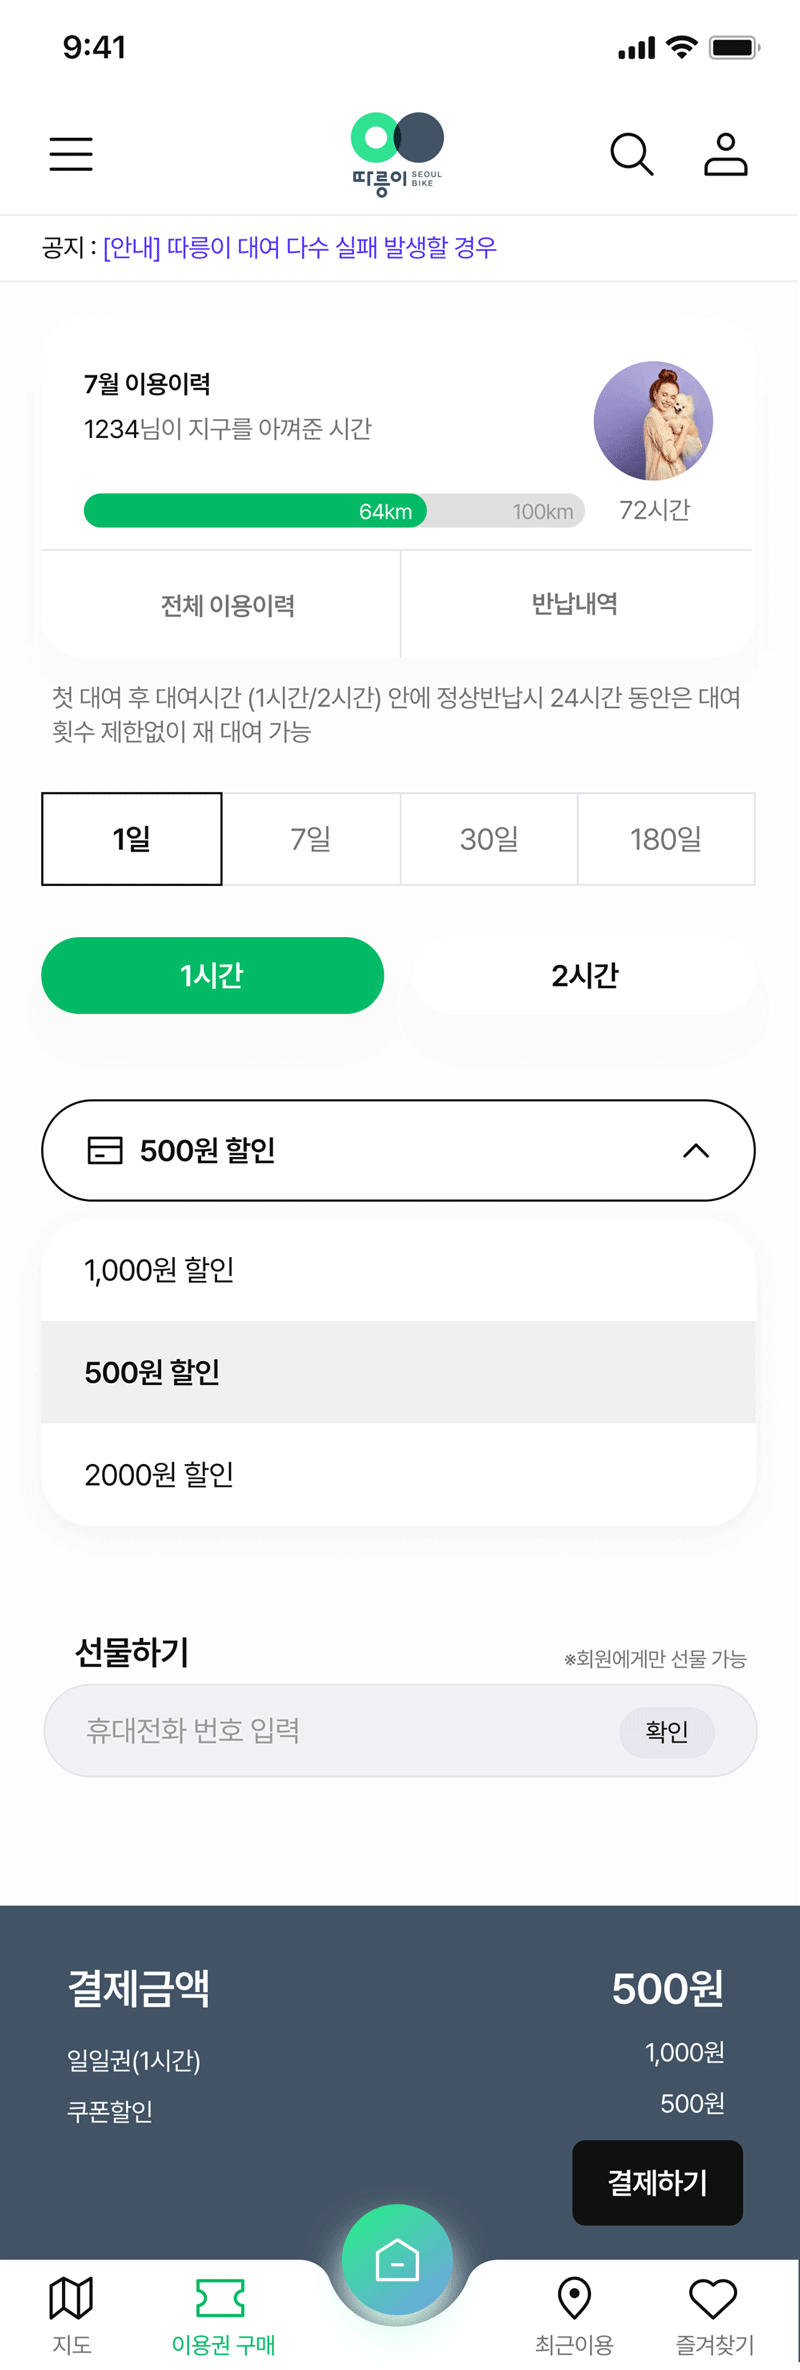 9:41
따릉이 SEOUL
BIKE
공지 : [안내] 따릉이 대여 다수 실패 발생할 경우
7월 이용이력
1234님이 지구를 아껴준 시간
64km 100km 72시간
전체 이용이력 반납내역
첫 대여 후 대여시간 (1시간/2시간) 안에 정상반납시 24시간 동안은 대여
횟수 제한없이 재 대여 가능
1일 7일 30일 180일
1시간 2시간
500원 할인
1,000원 할인
500원 할인
2000원 할인
선물하기 ※회원에게만 선물 가능
휴대전화 번호 입력 확인
결제금액 500원
일일권(1시간) 1,000원
쿠폰할인 500원
결제하기
지도 이용권 구매 최근이용 즐겨찾기